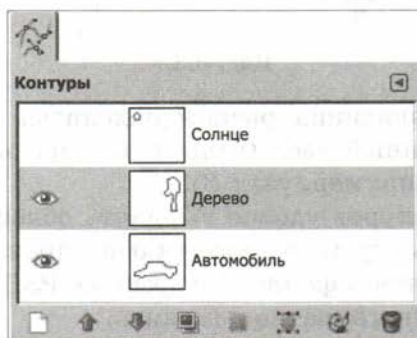 Контуры
Солнце
Дерево
Автомобиль